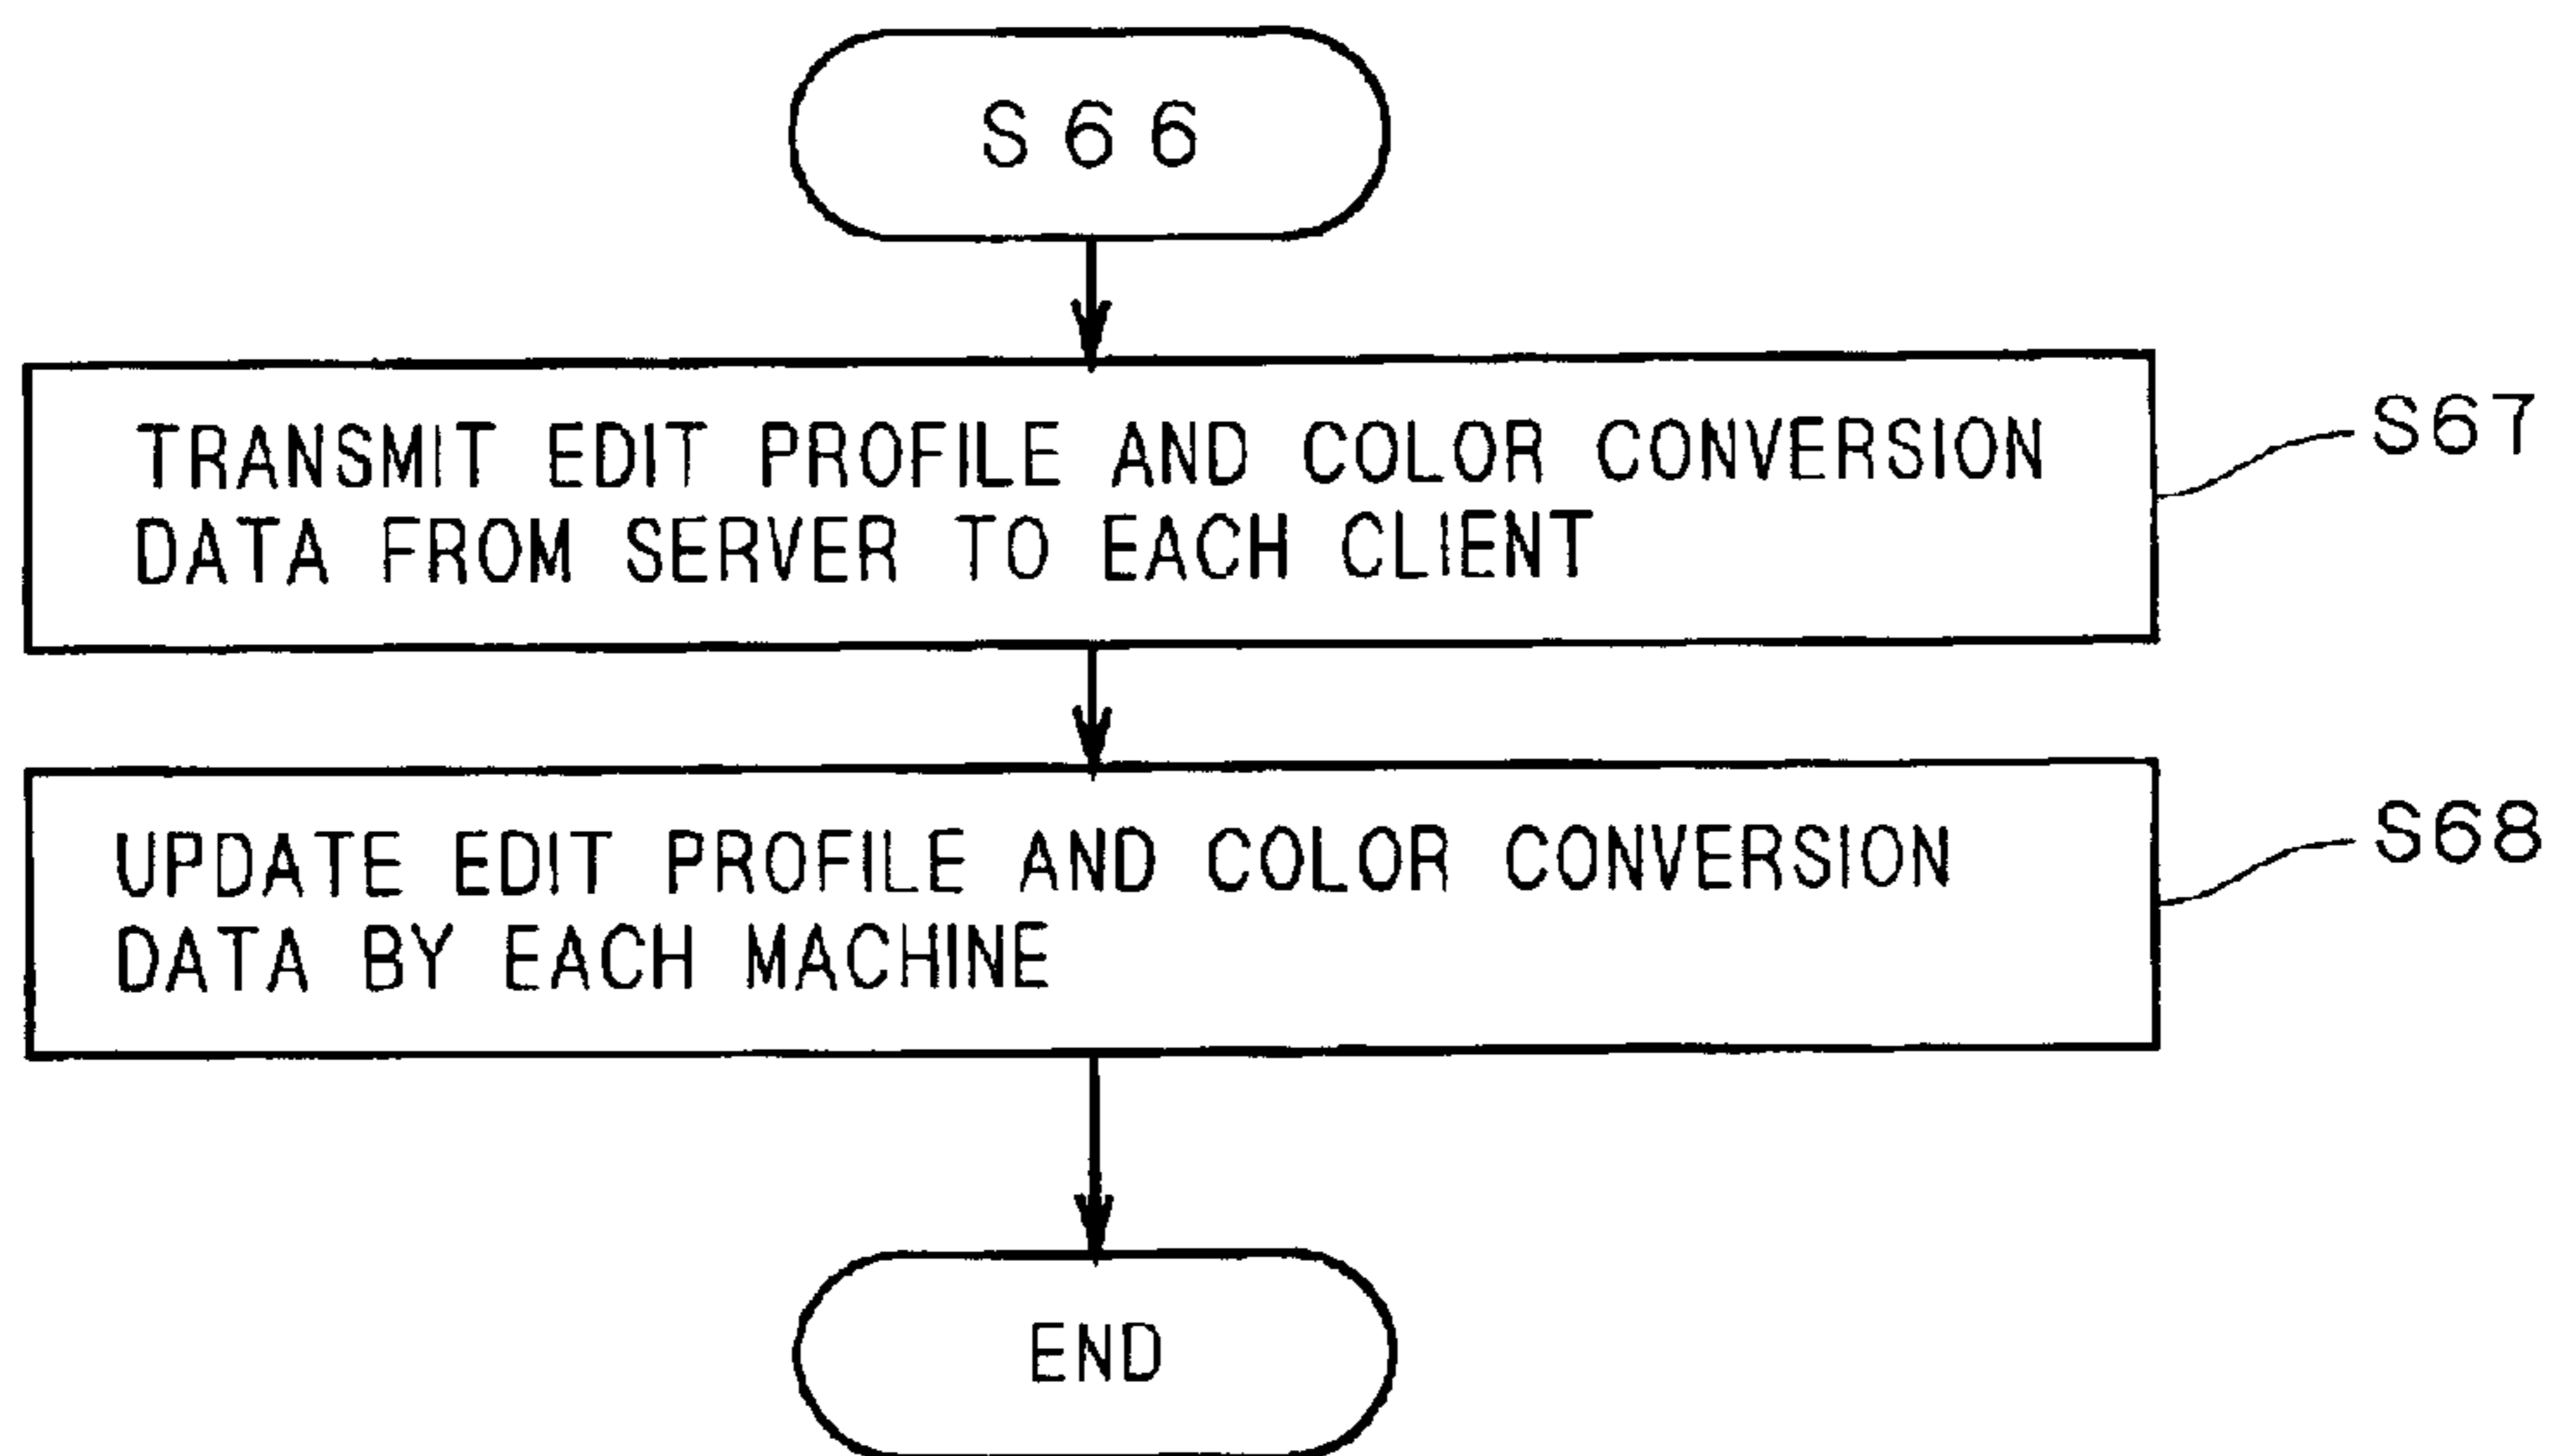 S66
TRANSMIT EDIT PROFILE AND COLOR CONVERSION
DATA FROM SERVER TO EACH CLIENT
S67
UPDATE EDIT PROFILE AND COLOR CONVERSION
DATA BY EACH MACHINE
S68
END